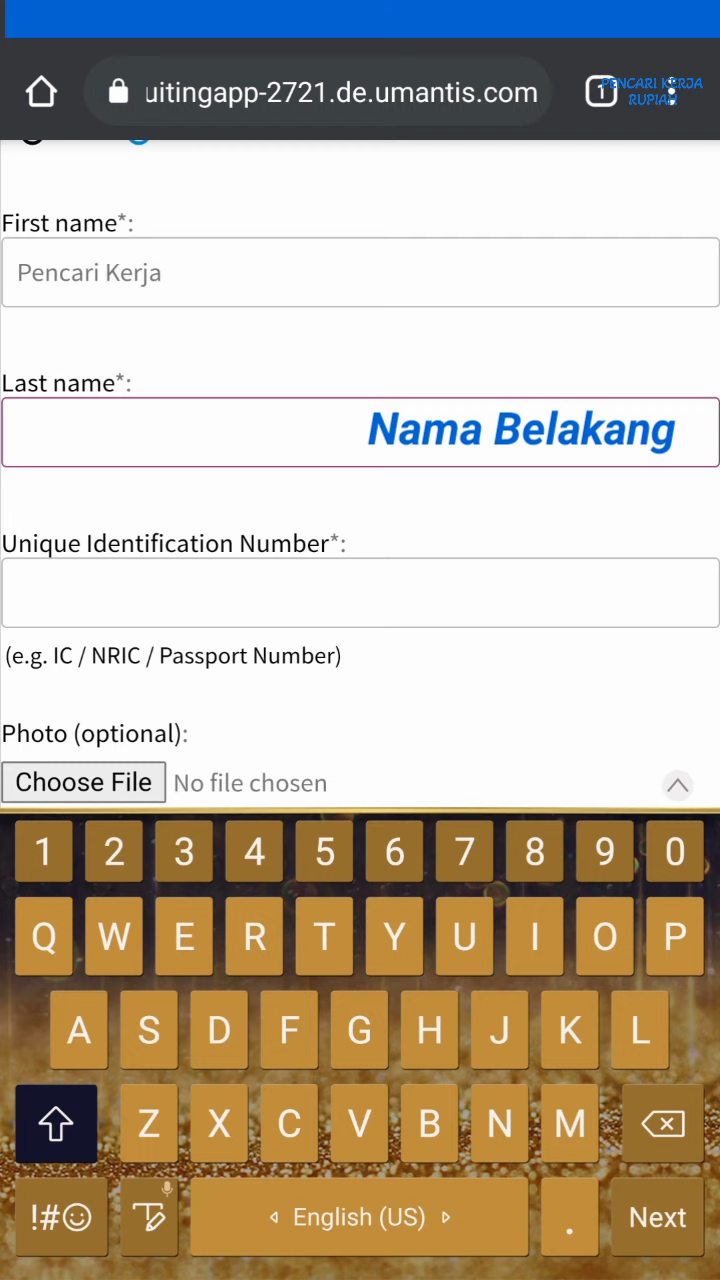 uitingapp-2721.de.umantis.com
1
PENCARI KERJA
RUPIAH
First name*:
Pencari Kerja
Last name*:
Nama Belakang
Unique Identification Number*:
(e.g. IC / NRIC / Passport Number)
Photo (optional):
Choose File No file chosen
1 2 3 4 5 6 7 8 9 0
Q W E R T Y U I O P
A S D F G H J K L
Z X C V B N M
!#☺ T English (US) . Next